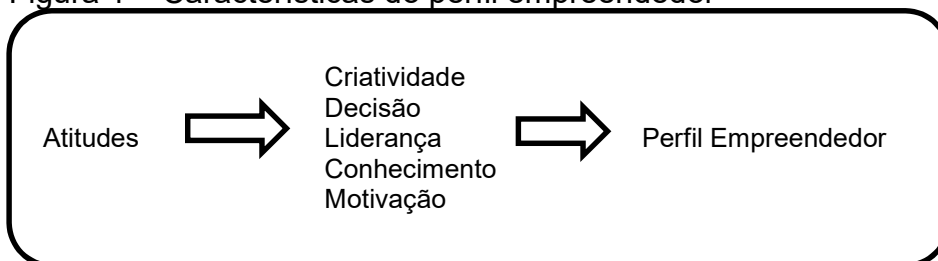 Figura 1 – Características do perfil empreendedor
Criatividade
Decisão
Atitudes Liderança Perfil Empreendedor
Conhecimento
Motivação